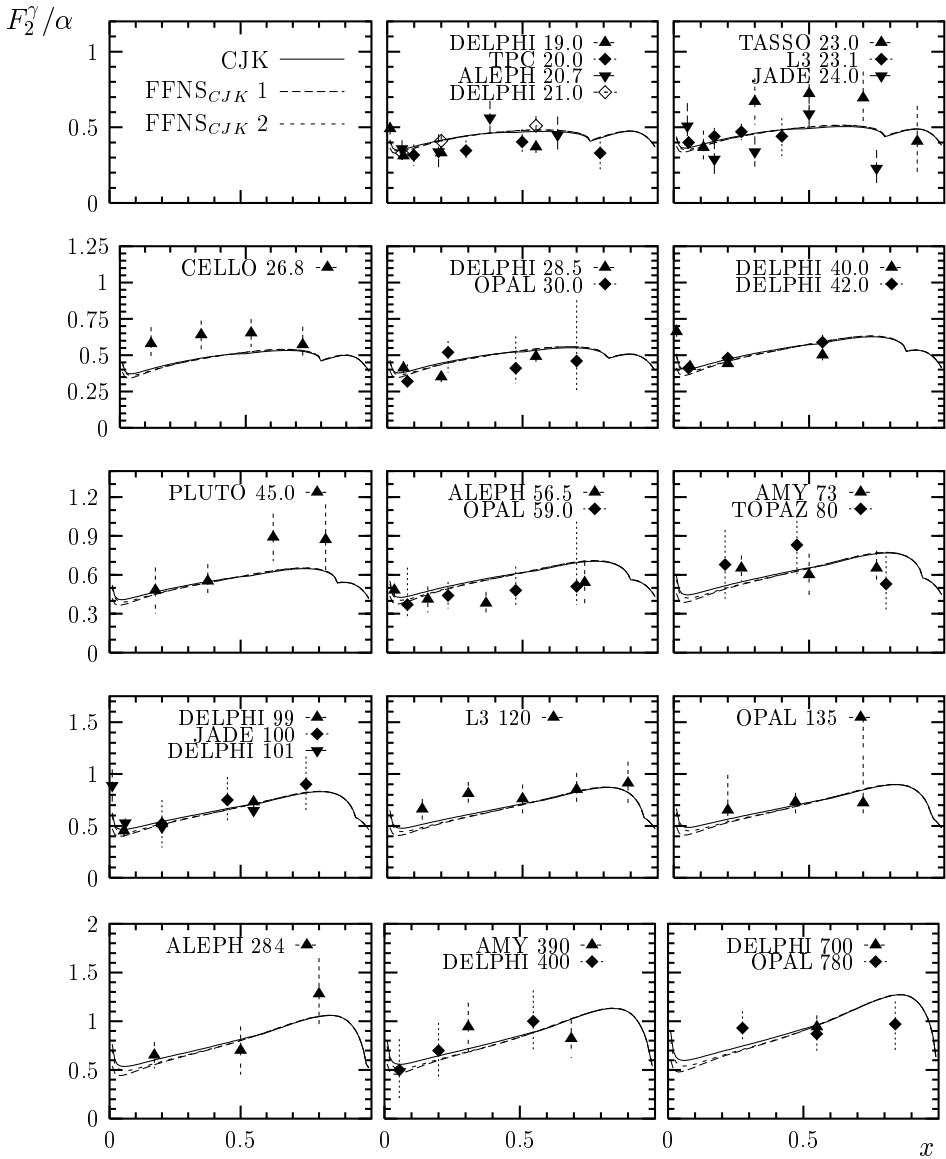 F₂^γ/α
1
0.5
0
CJK
FFNS_CJK 1
FFNS_CJK 2
DELPHI 19.0
TPC 20.0
ALEPH 20.7
DELPHI 21.0
TASSO 23.0
L3 23.1
JADE 24.0
1.25
1
0.75
0.5
0.25
0
CELLO 26.8
DELPHI 28.5
OPAL 30.0
DELPHI 40.0
DELPHI 42.0
1.2
0.9
0.6
0.3
0
PLUTO 45.0
ALEPH 56.5
OPAL 59.0
AMY 73
TOPAZ 80
1.5
1
0.5
0
DELPHI 99
JADE 100
DELPHI 101
L3 120
OPAL 135
2
1.5
1
0.5
0
ALEPH 284
AMY 390
DELPHI 400
DELPHI 700
OPAL 780
0 0.5 0 0.5 0 0.5 x